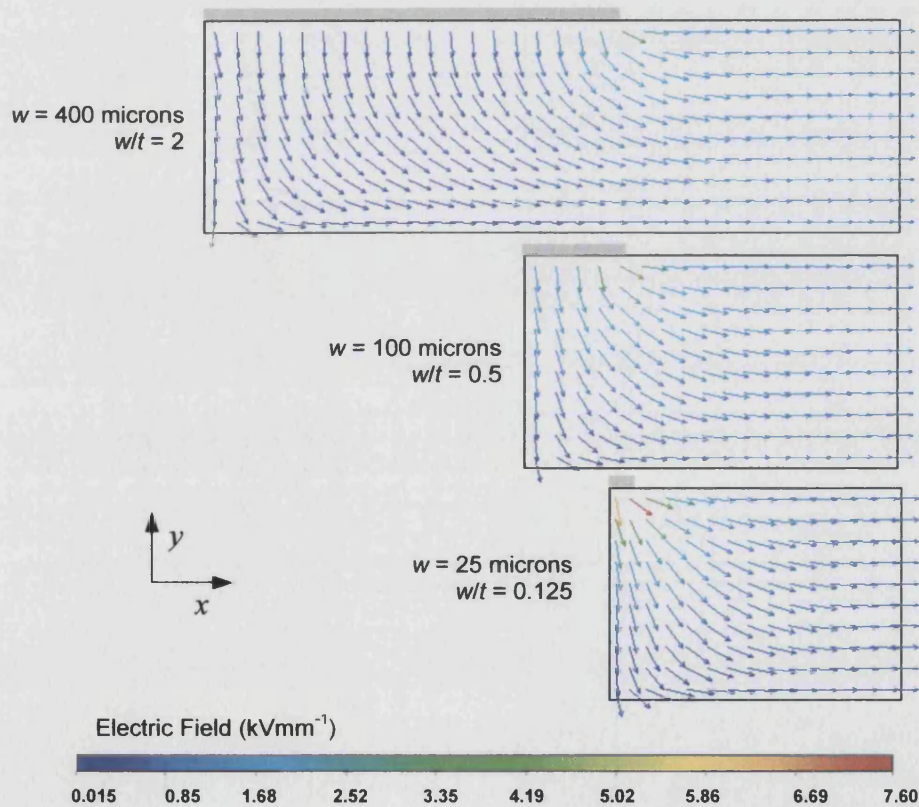 w = 400 microns
w/t = 2
w = 100 microns
w/t = 0.5
y
x
w = 25 microns
w/t = 0.125
Electric Field (kVmm⁻¹)
0.015 0.85 1.68 2.52 3.35 4.19 5.02 5.86 6.69 7.60